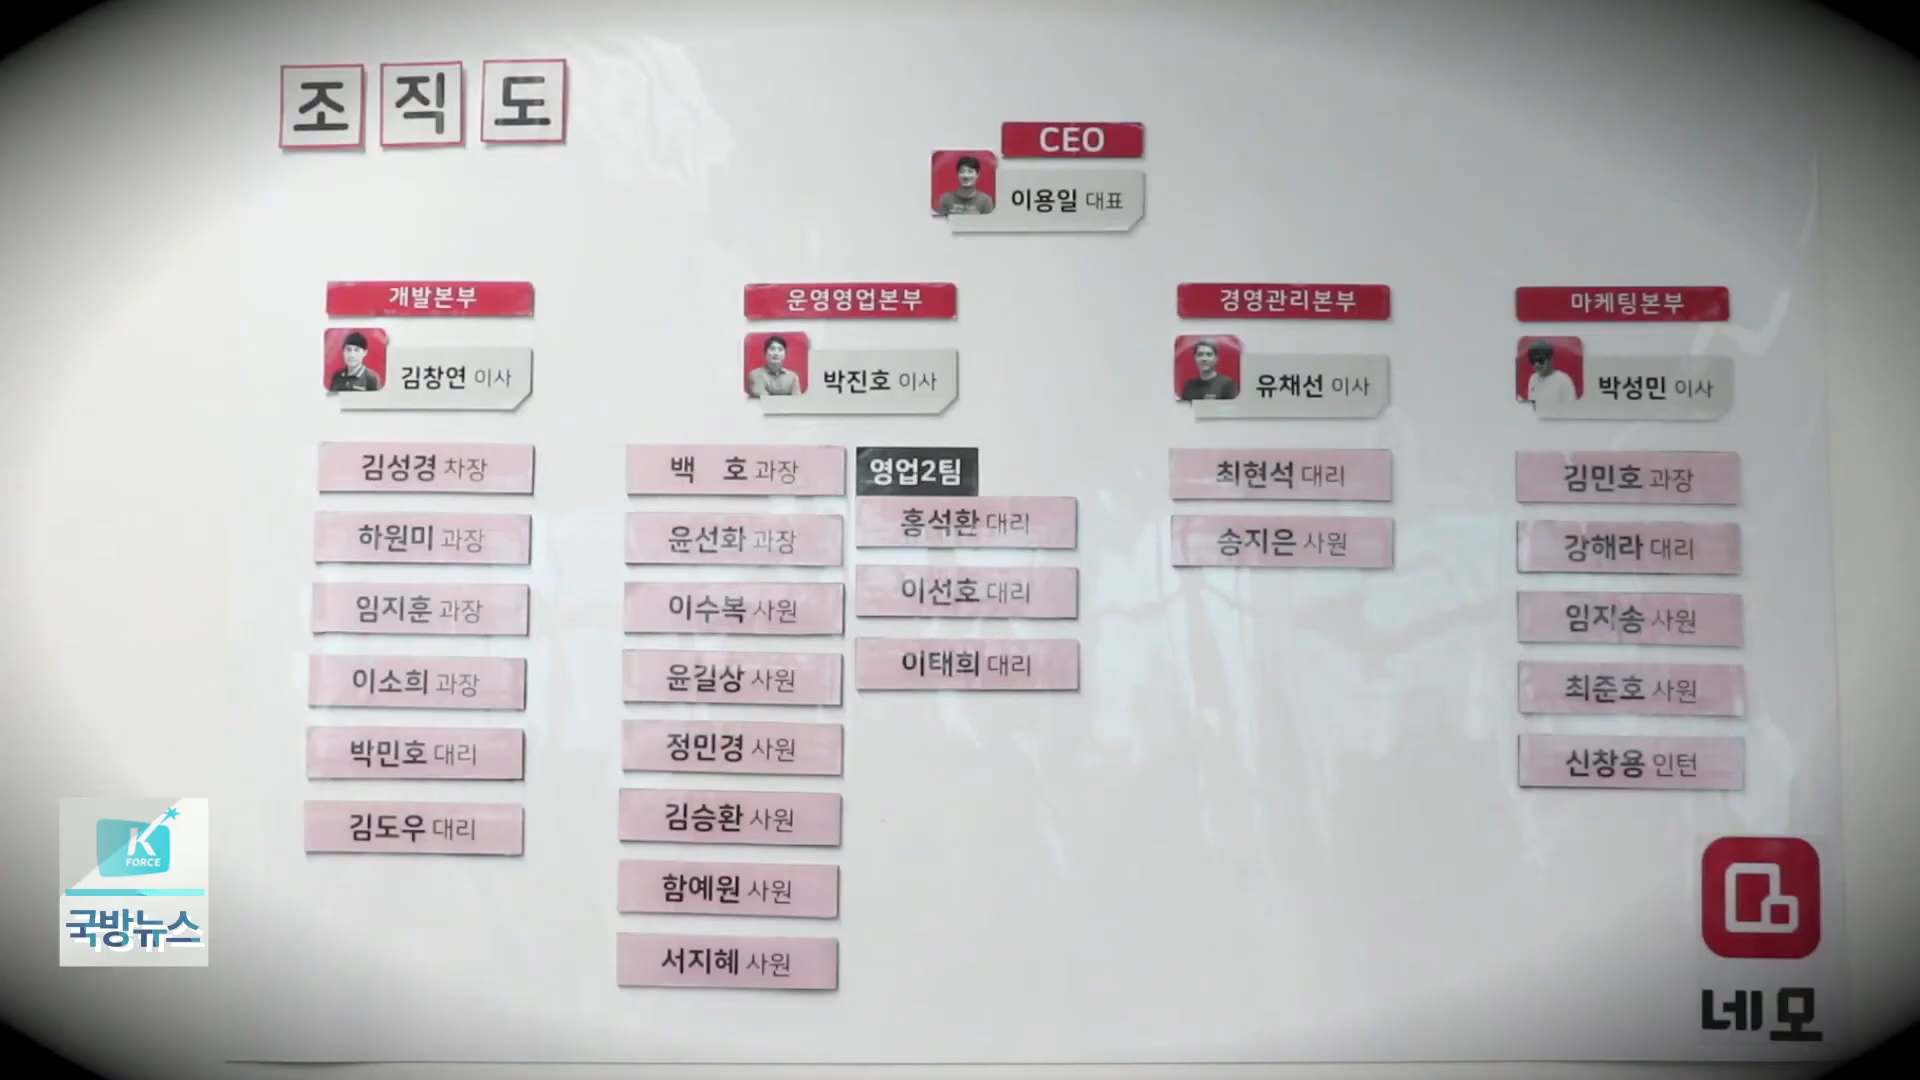 조직도
CEO
이용일 대표
개발본부
김창연 이사
김성경 차장
하원미 과장
임지훈 과장
이소희 과장
박민호 대리
김도우 대리
운영영업본부
박진호 이사
백 호 과장
윤선화 과장
이수복 사원
윤길상 사원
정민경 사원
김승환 사원
함예원 사원
서지혜 사원
영업2팀
홍석환 대리
이선호 대리
이태희 대리
경영관리본부
유채선 이사
최현석 대리
송지은 사원
마케팅본부
박성민 이사
김민호 과장
강해라 대리
임지송 사원
최준호 사원
신창용 인턴
네모
K
FORCE
국방뉴스